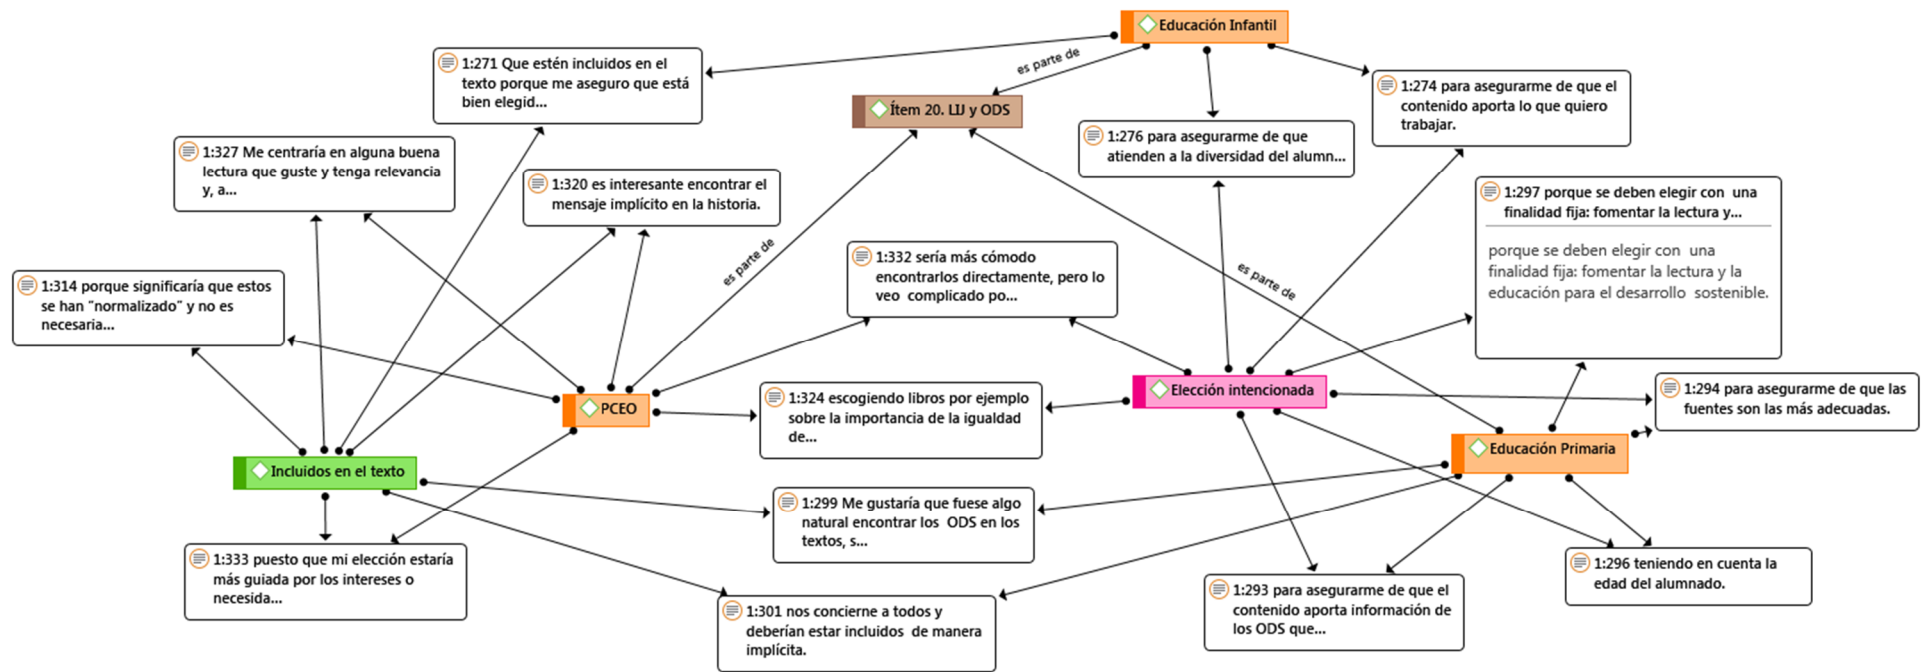 Educación Infantil
1:271 Que estén incluidos en el
texto porque me aseguro que está
bien elegid...
es parte de
Ítem 20. LIJ y ODS
1:274 para asegurarme de que el
contenido aporta lo que quiero
trabajar.
1:276 para asegurarme de que
atienden a la diversidad del alumn...
1:327 Me centraría en alguna buena
lectura que guste y tenga relevancia
y, a...
1:320 es interesante encontrar el
mensaje implícito en la historia.
1:297 porque se deben elegir con una
finalidad fija: fomentar la lectura y...
porque se deben elegir con una
finalidad fija: fomentar la lectura y la
educación para el desarrollo sostenible.
es parte de
es parte de
1:332 sería más cómodo
encontrarlos directamente, pero lo
veo complicado po...
1:314 porque significaría que estos
se han "normalizado" y no es
necesaria...
PCEO
1:324 escogiendo libros por ejemplo
sobre la importancia de la igualdad
de...
Elección intencionada
1:294 para asegurarme de que las
fuentes son las más adecuadas.
Educación Primaria
Incluidos en el texto
1:299 Me gustaría que fuese algo
natural encontrar los ODS en los
textos, s...
1:333 puesto que mi elección estaría
más guiada por los intereses o
necesida...
1:301 nos concierne a todos y
deberían estar incluidos de manera
implícita.
1:293 para asegurarme de que el
contenido aporta información de
los ODS que...
1:296 teniendo en cuenta la
edad del alumnado.